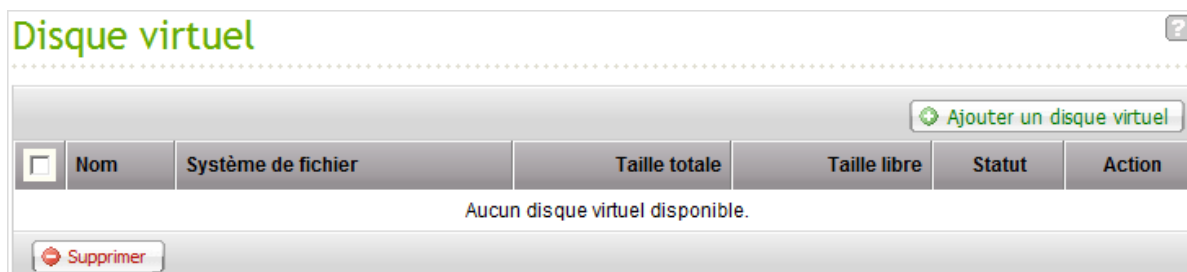 Disque virtuel
?
Ajouter un disque virtuel
Nom Système de fichier Taille totale Taille libre Statut Action
Aucun disque virtuel disponible.
Supprimer